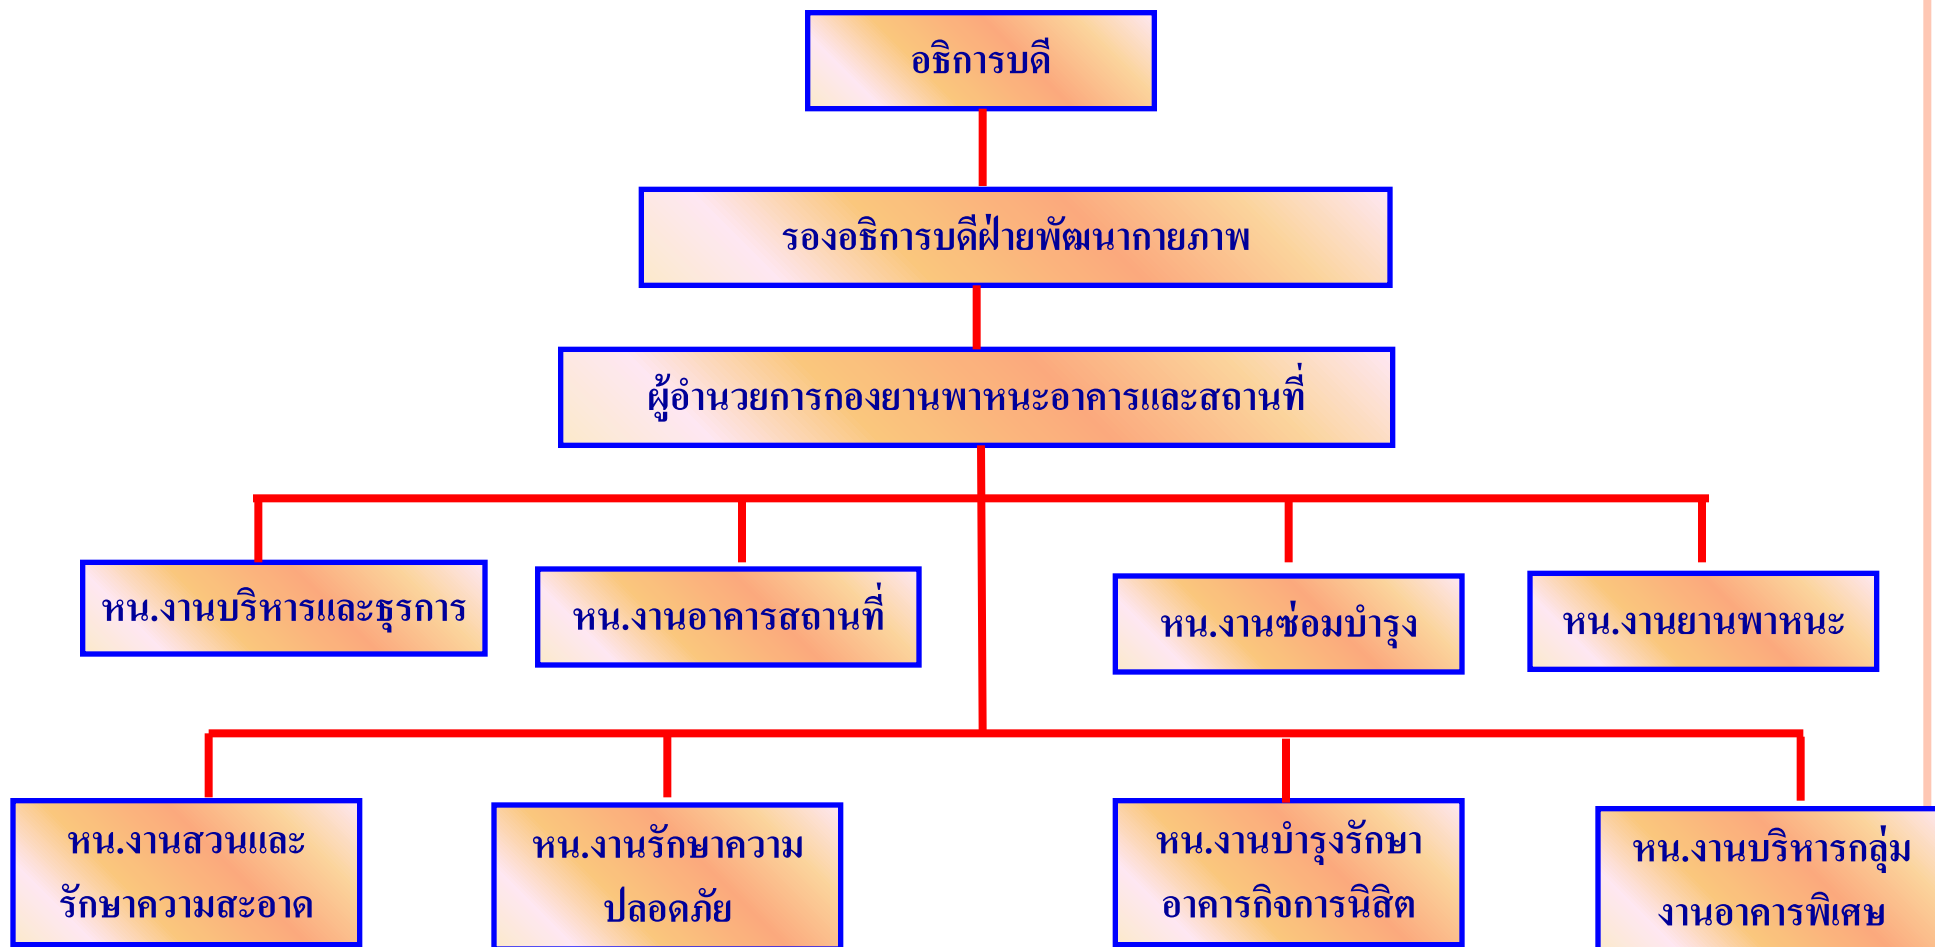 อธิการบดี
รองอธิการบดีฝ่ายพัฒนากายภาพ
ผู้อำนวยการกองยานพาหนะอาคารและสถานที่
หน.งานบริหารและธุรการ
หน.งานอาคารสถานที่
หน.งานซ่อมบำรุง
หน.งานยานพาหนะ
หน.งานสวนและ
รักษาความสะอาด
หน.งานรักษาความ
ปลอดภัย
หน.งานบำรุงรักษา
อาคารกิจการนิสิต
หน.งานบริหารกลุ่ม
งานอาคารพิเศษ